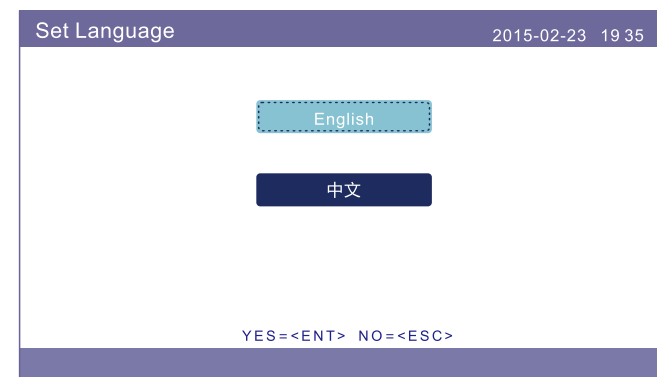 Set Language
2015-02-23 19 35
English
中文
YES=<ENT> NO=<ESC>